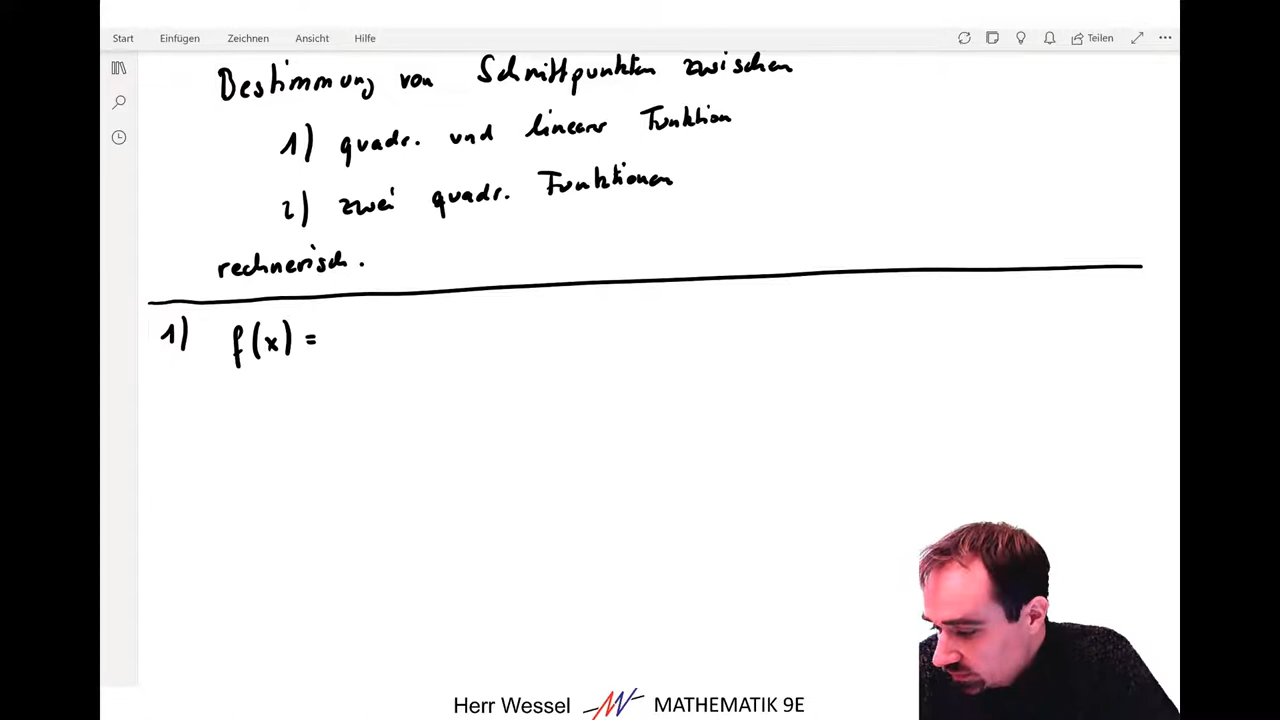 Start Einfügen Zeichnen Ansicht Hilfe Teilen
Bestimmung von Schnittpunkten zwischen
1) quadr. und linearer Funktion
2) zwei quadr. Funktionen
rechnerisch.
1) f(x) =
Herr Wessel MATHEMATIK 9E